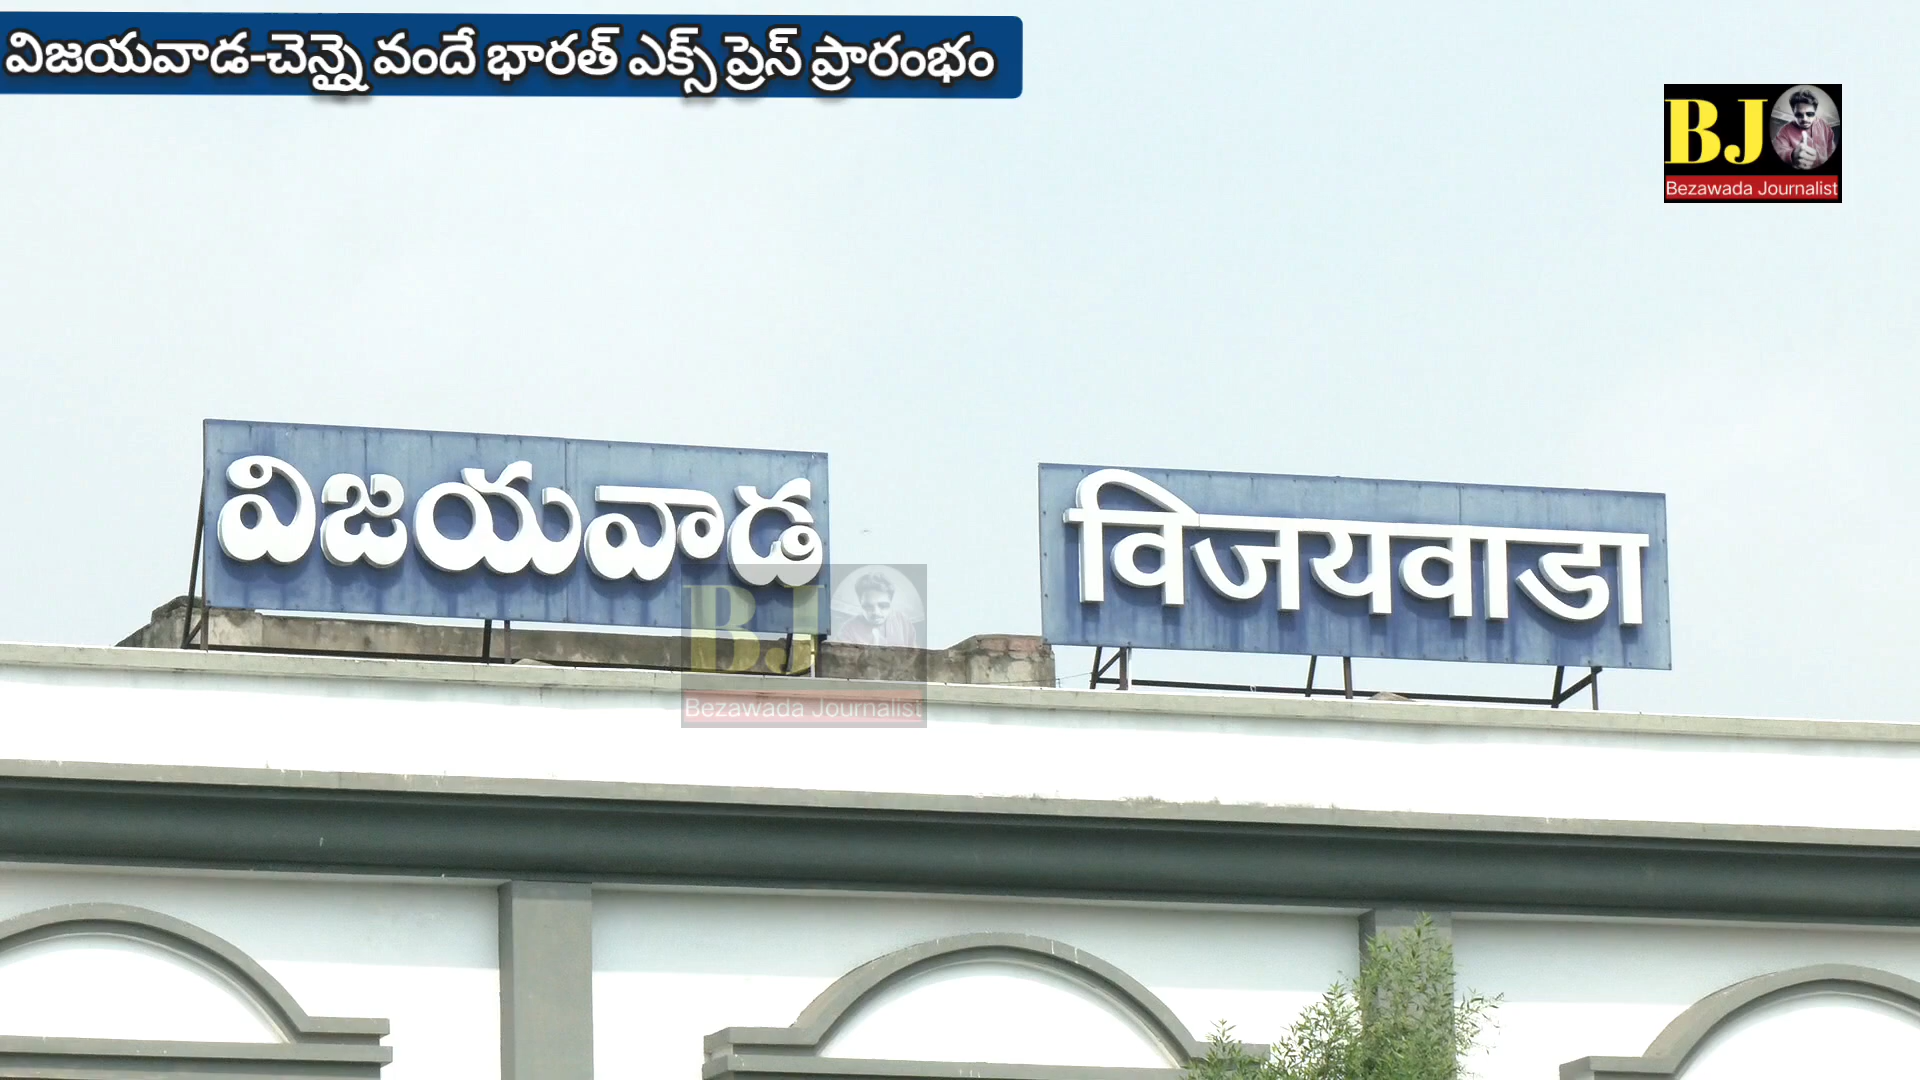 విజయవాడ-చెన్నై వందే భారత్ ఎక్స్ ప్రెస్ ప్రారంభం
BJ
Bezawada Journalist
విజయవాడ
विजयवाडा
BJ
Bezawada Journalist